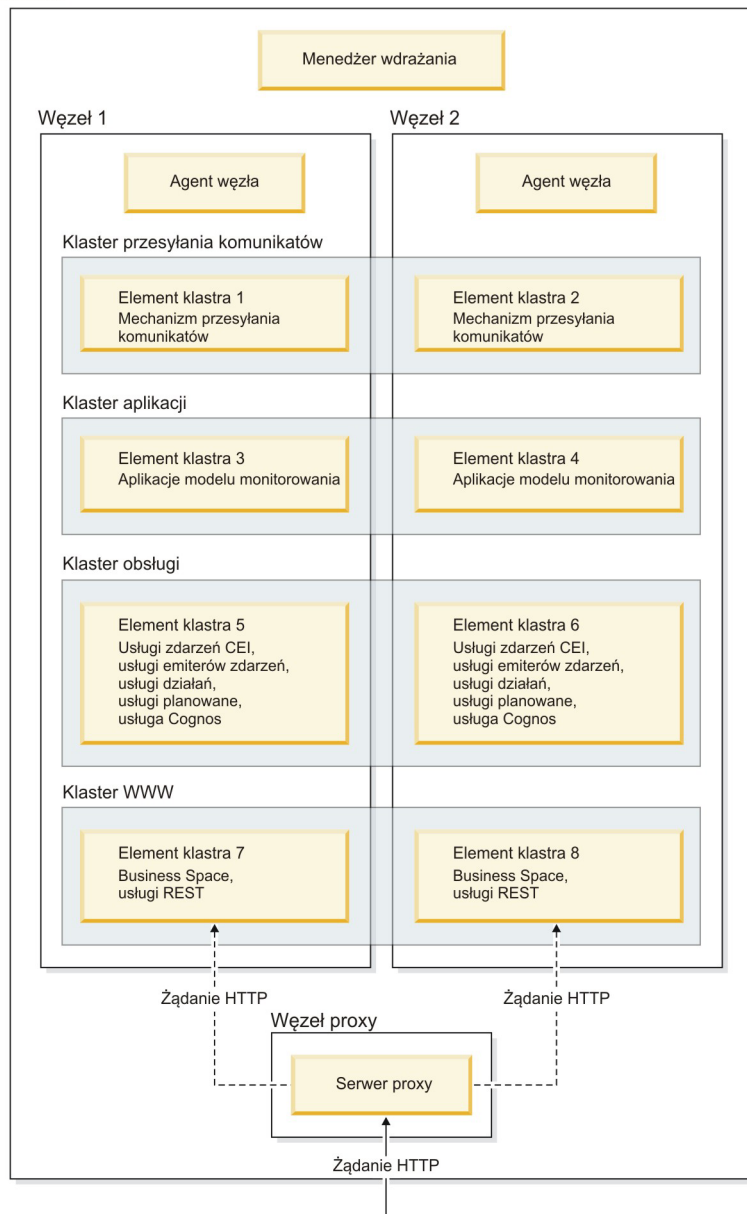 Menedżer wdrażania
Węzeł 1
Węzeł 2
Agent węzła
Agent węzła
Klaster przesyłania komunikatów
Element klastra 1
Mechanizm przesyłania
komunikatów
Element klastra 2
Mechanizm przesyłania
komunikatów
Klaster aplikacji
Element klastra 3
Aplikacje modelu monitorowania
Element klastra 4
Aplikacje modelu monitorowania
Klaster obsługi
Element klastra 5
Usługi zdarzeń CEI,
usługi emiterów zdarzeń,
usługi działań,
usługi planowane,
usługa Cognos
Element klastra 6
Usługi zdarzeń CEI,
usługi emiterów zdarzeń,
usługi działań,
usługi planowane,
usługa Cognos
Klaster WWW
Element klastra 7
Business Space,
usługi REST
Element klastra 8
Business Space,
usługi REST
Żądanie HTTP
Żądanie HTTP
Węzeł proxy
Serwer proxy
Żądanie HTTP